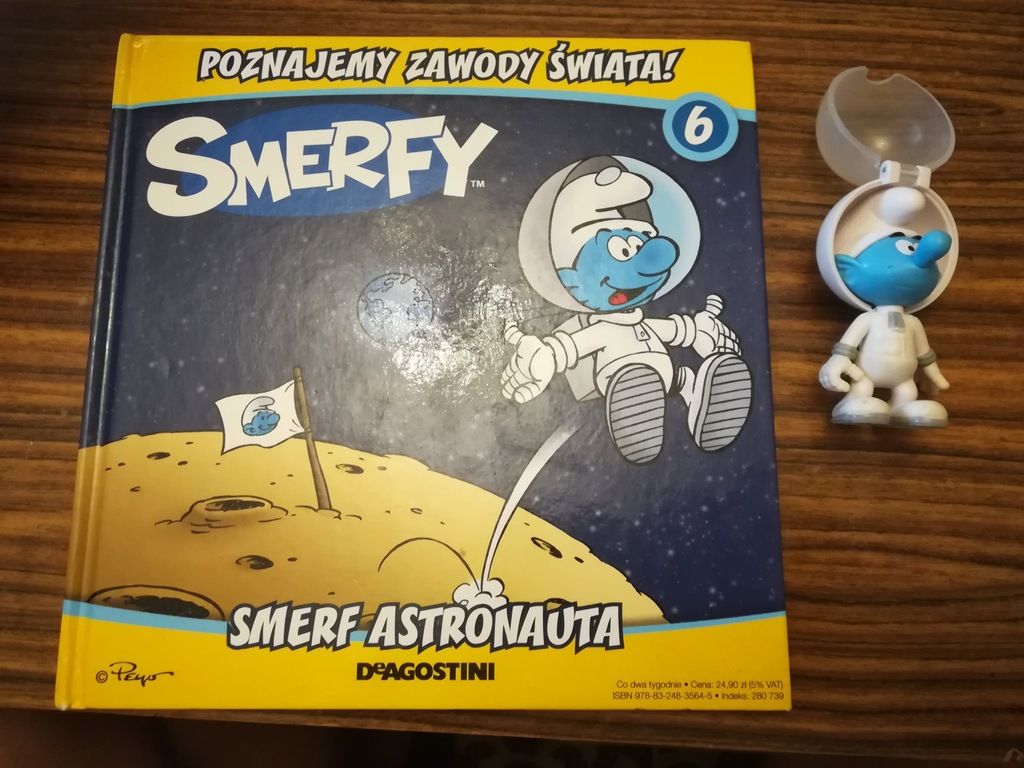 POZNAJEMY ZAWODY ŚWIATA!
6
SMERFY™
SMERF ASTRONAUTA
DeAGOSTINI
© Peyo
Co dwa tygodnie • Cena: 24,90 zł (5% VAT)
ISBN 978-83-248-3564-5 • Indeks: 280 739